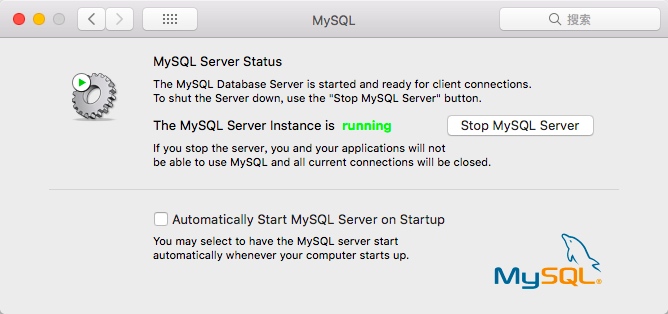 MySQL
搜索
MySQL Server Status
The MySQL Database Server is started and ready for client connections.
To shut the Server down, use the "Stop MySQL Server" button.
The MySQL Server Instance is running
Stop MySQL Server
If you stop the server, you and your applications will not
be able to use MySQL and all current connections will be closed.
Automatically Start MySQL Server on Startup
You may select to have the MySQL server start
automatically whenever your computer starts up.
MySQL®